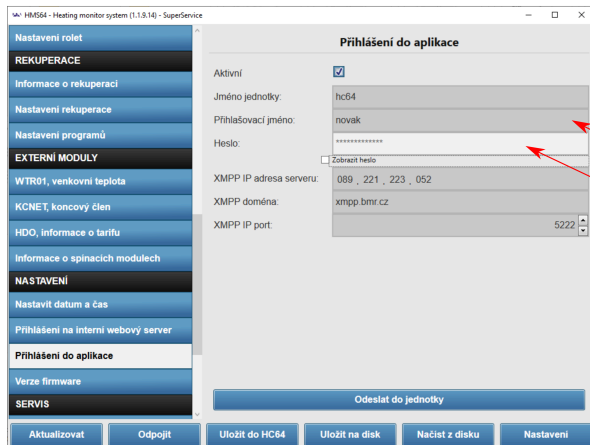 HMS64 - Heating monitor system (1.1.9.14) - SuperService
Nastavení rolet
REKUPERACE
Informace o rekuperaci
Nastavení rekuperace
Nastavení programů
EXTERNÍ MODULY
WTR01, venkovní teplota
KCNET, koncový člen
HDO, informace o tarifu
Informace o spínacích modulech
NASTAVENÍ
Nastavit datum a čas
Přihlášení na interní webový server
Přihlášení do aplikace
Verze firmware
SERVIS
Přihlášení do aplikace
Aktivní
Jméno jednotky: hc64
Přihlašovací jméno: novak
Heslo: *************
Zobrazit heslo
XMPP IP adresa serveru: 089 . 221 . 223 . 052
XMPP doména: xmpp.bmr.cz
XMPP IP port: 5222
Odeslat do jednotky
Aktualizovat Odpojit Uložit do HC64 Uložit na disk Načíst z disku Nastavení